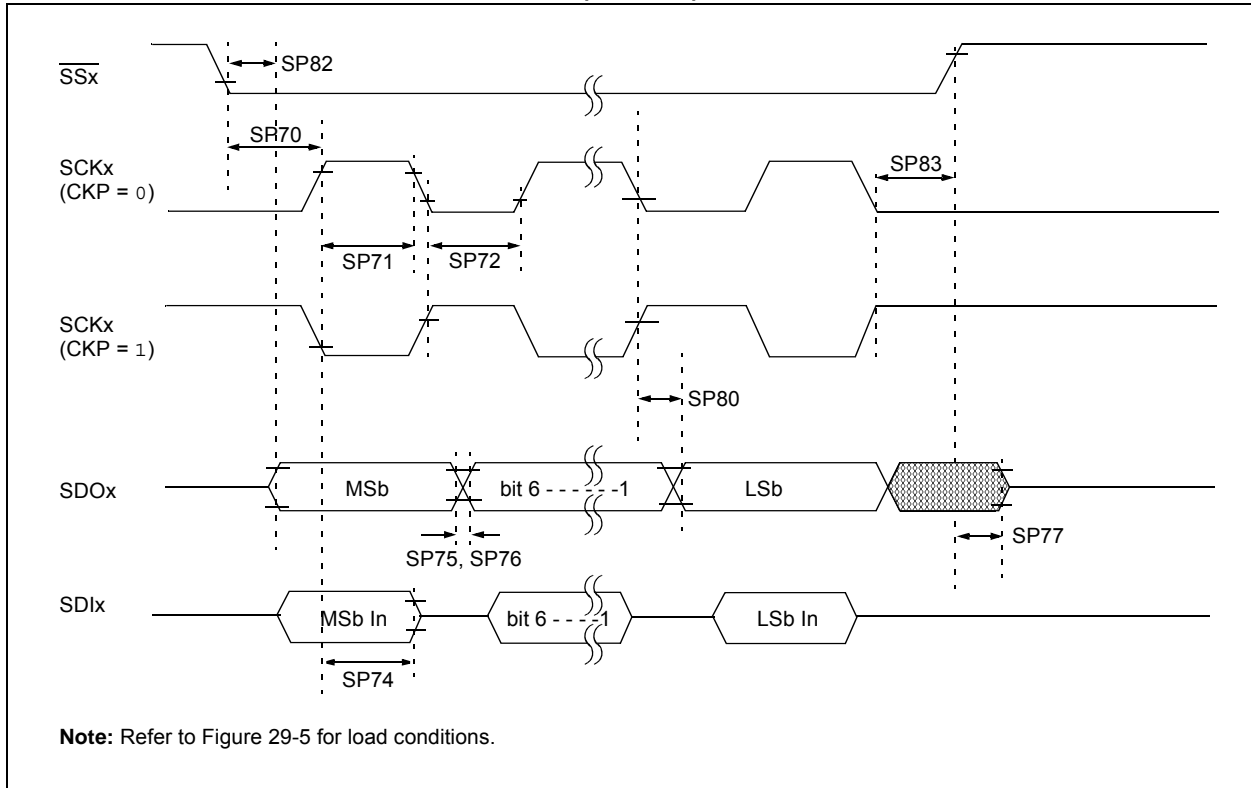 SP82
SSx
SP70
SCKx
(CKP = 0)
SP83
SP71
SP72
SCKx
(CKP = 1)
SP80
SDOx
MSb
bit 6 - - - - - - -1
LSb
SP77
SP75, SP76
SDIx
MSb In
bit 6 - - - - -1
LSb In
SP74
Note: Refer to Figure 29-5 for load conditions.